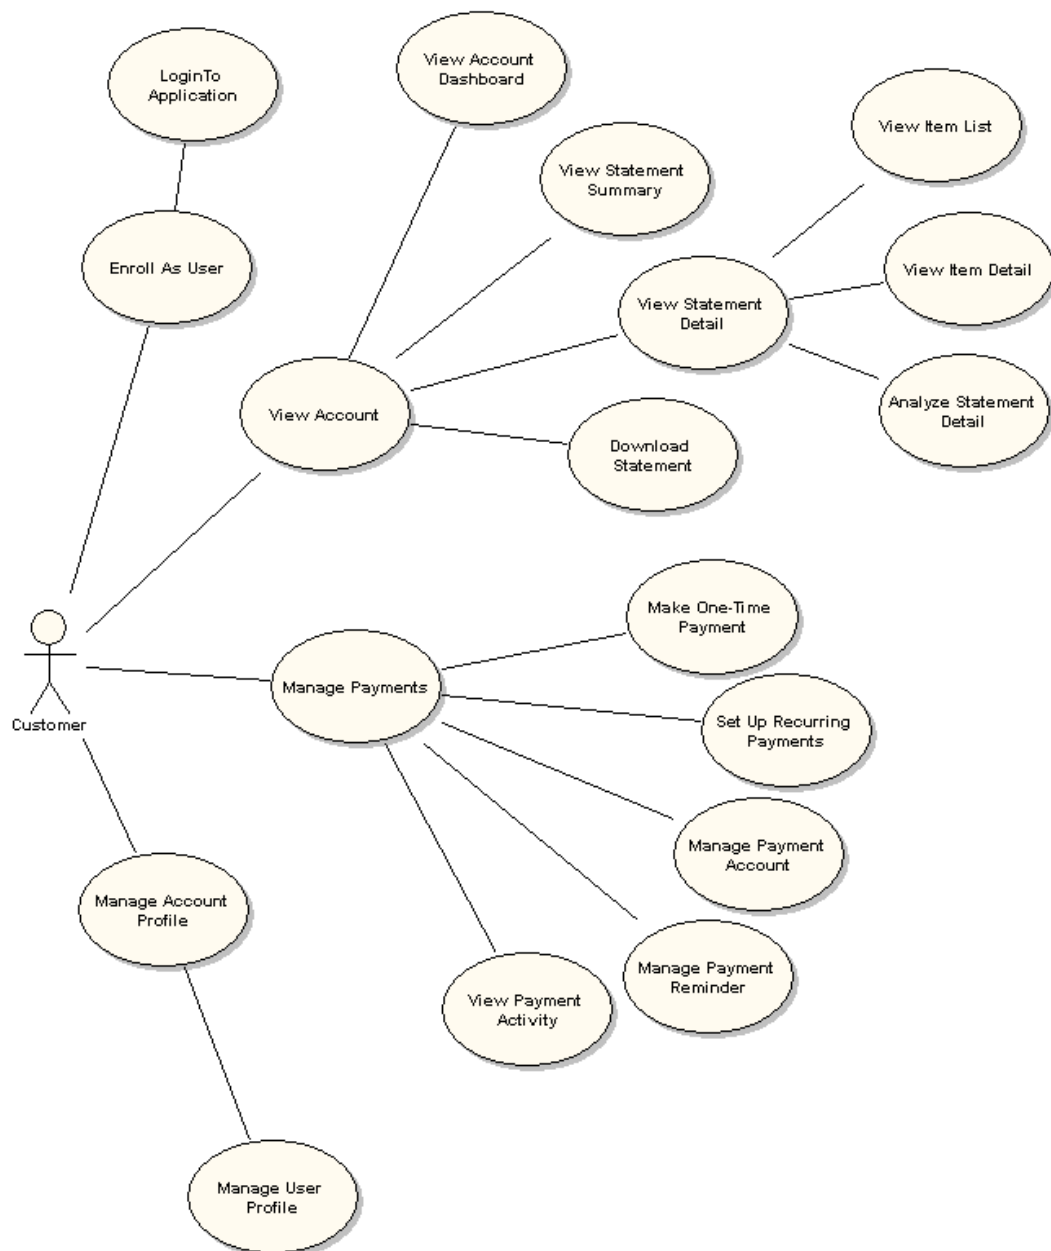 LoginTo
Application
View Account
Dashboard
View Item List
View Statement
Summary
Enroll As User
View Item Detail
View Statement
Detail
View Account
Analyze Statement
Detail
Download
Statement
Make One-Time
Payment
Manage Payments
Set Up Recurring
Payments
Customer
Manage Payment
Account
Manage Account
Profile
Manage Payment
Reminder
View Payment
Activity
Manage User
Profile